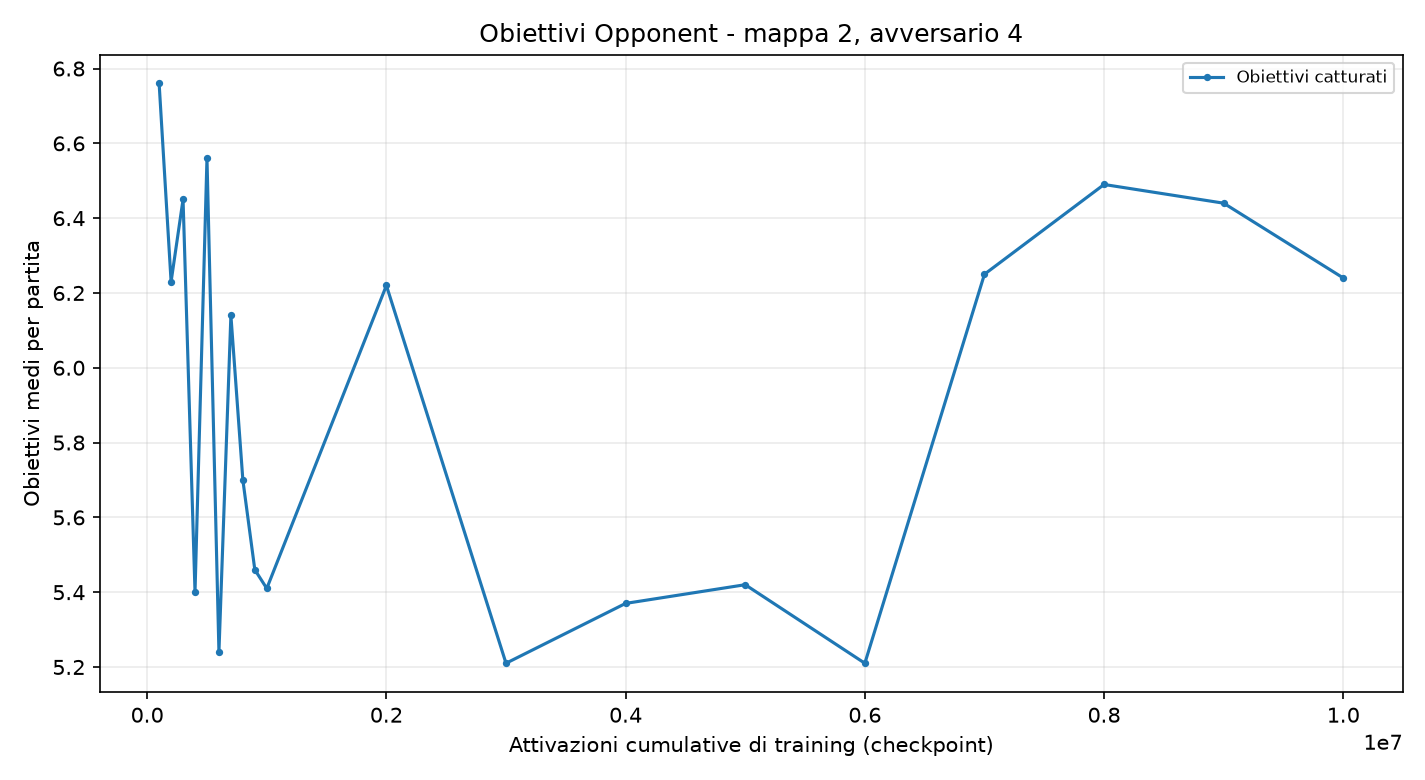 Obiettivi Opponent - mappa 2, avversario 4
Obiettivi catturati
Obiettivi medi per partita
6.8
6.6
6.4
6.2
6.0
5.8
5.6
5.4
5.2
0.0 0.2 0.4 0.6 0.8 1.0
1e7
Attivazioni cumulative di training (checkpoint)